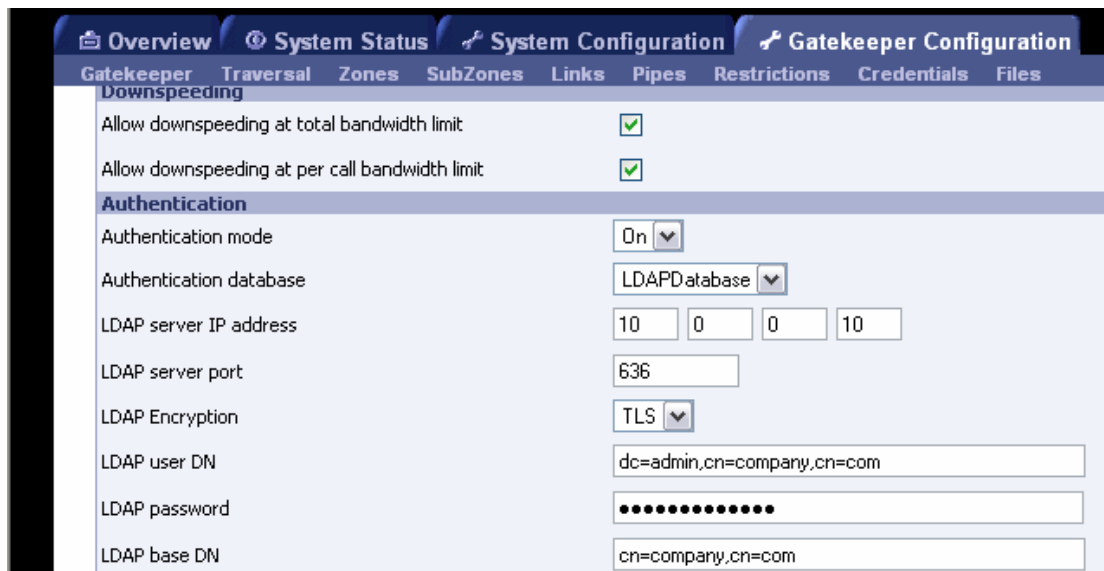 Overview System Status System Configuration Gatekeeper Configuration
Gatekeeper Traversal Zones SubZones Links Pipes Restrictions Credentials Files
Downspeeding
Allow downspeeding at total bandwidth limit
Allow downspeeding at per call bandwidth limit
Authentication
Authentication mode On
Authentication database LDAPDatabase
LDAP server IP address 10 0 0 10
LDAP server port 636
LDAP Encryption TLS
LDAP user DN dc=admin,cn=company,cn=com
LDAP password •••••••••••••
LDAP base DN cn=company,cn=com